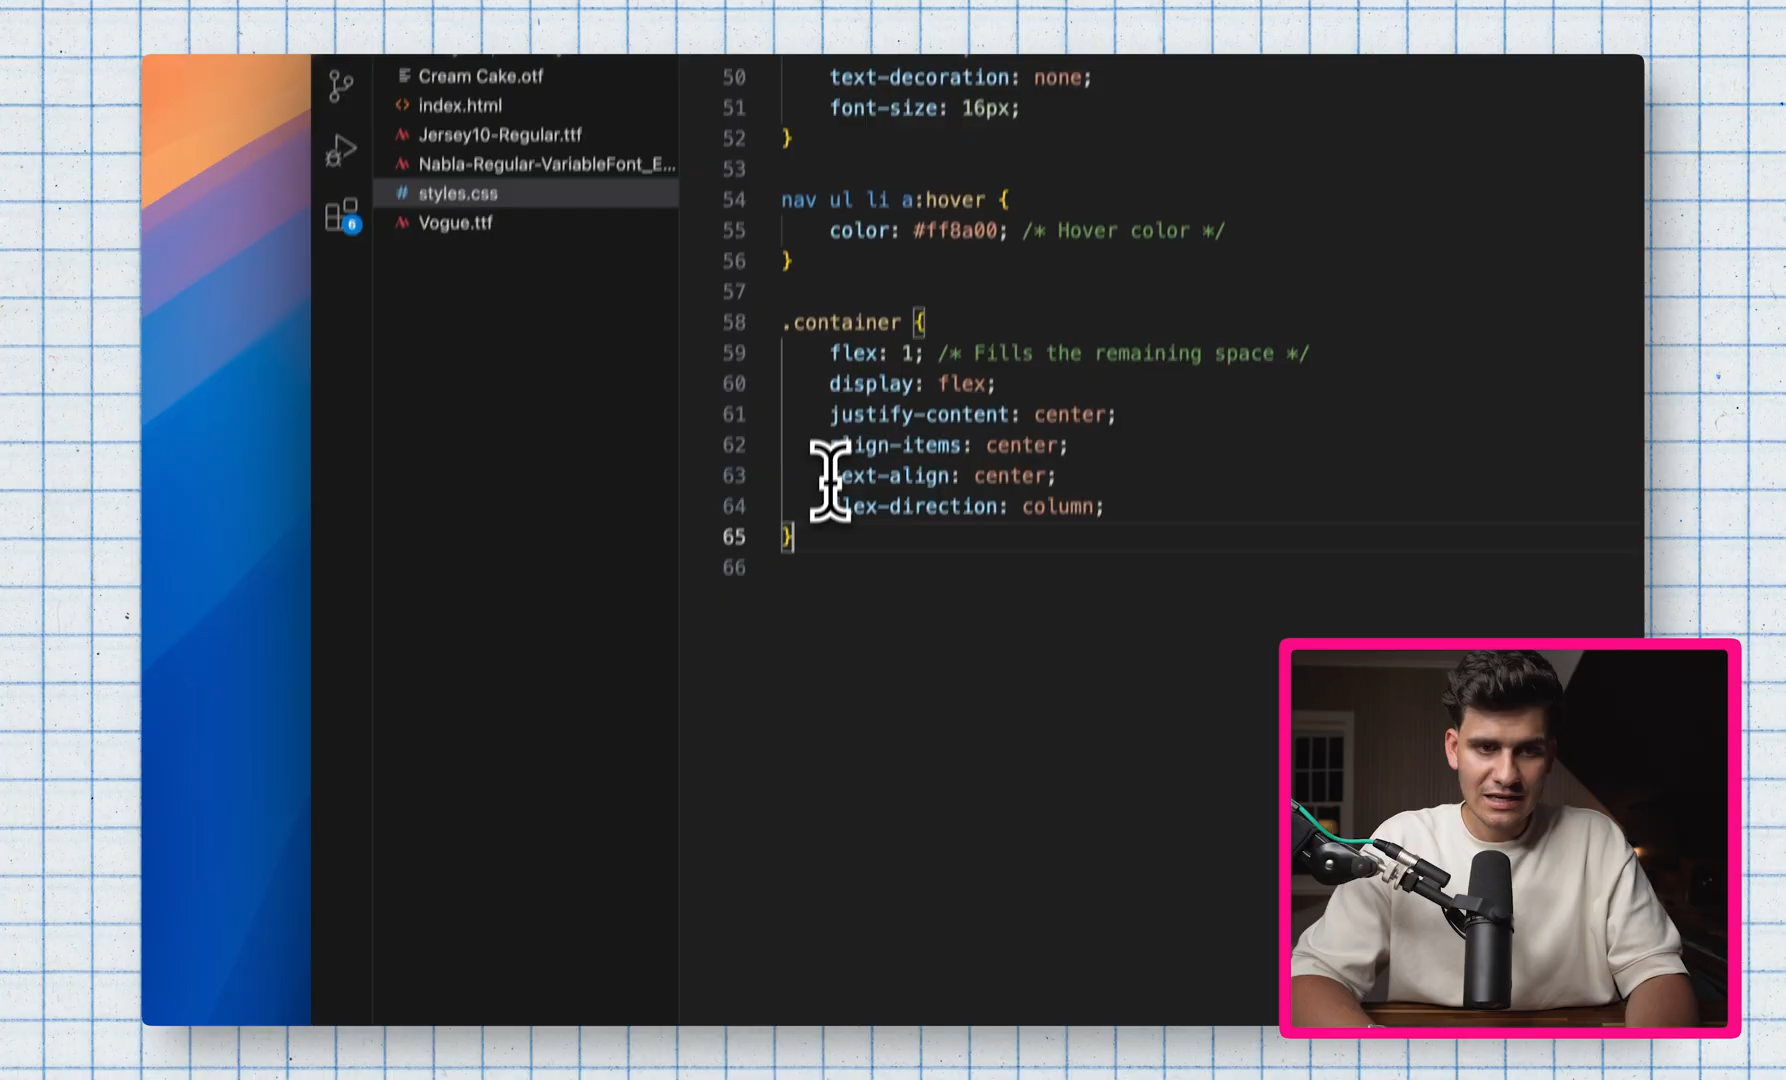 Cream Cake.otf
index.html
Jersey10-Regular.ttf
Nabla-Regular-VariableFont_E...
styles.css
Vogue.ttf
6
50 text-decoration: none;
51 font-size: 16px;
52 }
53
54 nav ul li a:hover {
55 color: #ff8a00; /* Hover color */
56 }
57
58 .container {
59 flex: 1; /* Fills the remaining space */
60 display: flex;
61 justify-content: center;
62 lign-items: center;
63 ext-align: center;
64 lex-direction: column;
65 }
66